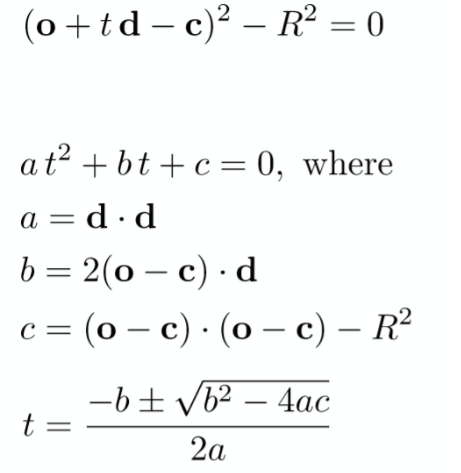 (𝐨 + t 𝐝 − 𝐜)² − R² = 0
a t² + b t + c = 0, where
a = 𝐝 · 𝐝
b = 2(𝐨 − 𝐜) · 𝐝
c = (𝐨 − 𝐜) · (𝐨 − 𝐜) − R²
t = (−b ± √(b² − 4ac)) / 2a